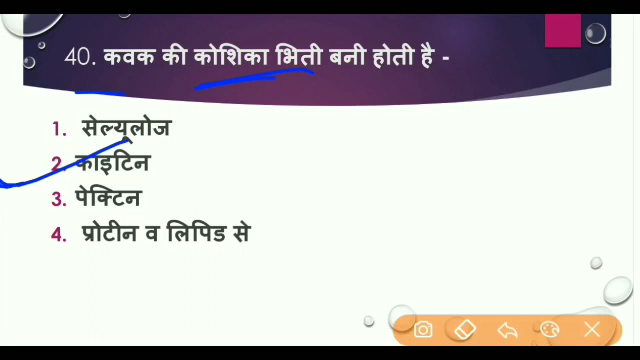 40. कवक की कोशिका भिती बनी होती है -
1. सेल्यूलोज
2. काइटिन
3. पेक्टिन
4. प्रोटीन व लिपिड से